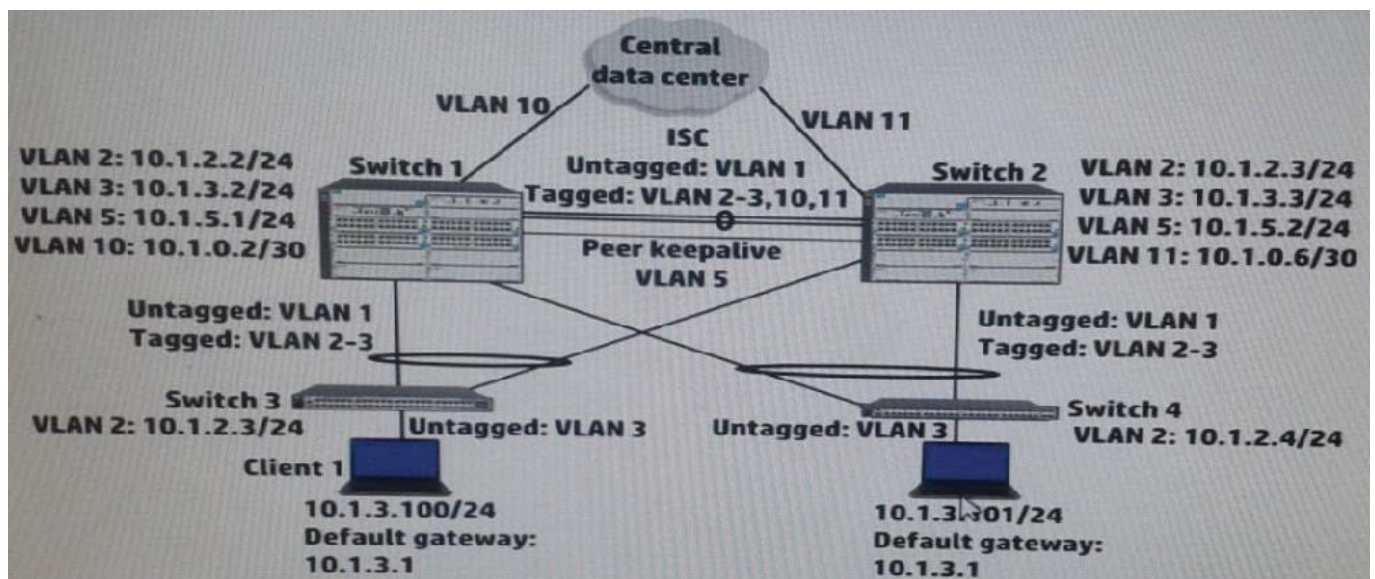 Central
data center
VLAN 10
VLAN 11
ISC
Untagged: VLAN 1
Tagged: VLAN 2-3,10,11
Switch 1
VLAN 2: 10.1.2.2/24
VLAN 3: 10.1.3.2/24
VLAN 5: 10.1.5.1/24
VLAN 10: 10.1.0.2/30
Switch 2
VLAN 2: 10.1.2.3/24
VLAN 3: 10.1.3.3/24
VLAN 5: 10.1.5.2/24
VLAN 11: 10.1.0.6/30
Peer keepalive
VLAN 5
Untagged: VLAN 1
Tagged: VLAN 2-3
Untagged: VLAN 1
Tagged: VLAN 2-3
Switch 3
VLAN 2: 10.1.2.3/24
Untagged: VLAN 3
Client 1
10.1.3.100/24
Default gateway:
10.1.3.1
Untagged: VLAN 3
Switch 4
VLAN 2: 10.1.2.4/24
Default gateway:
10.1.3.1